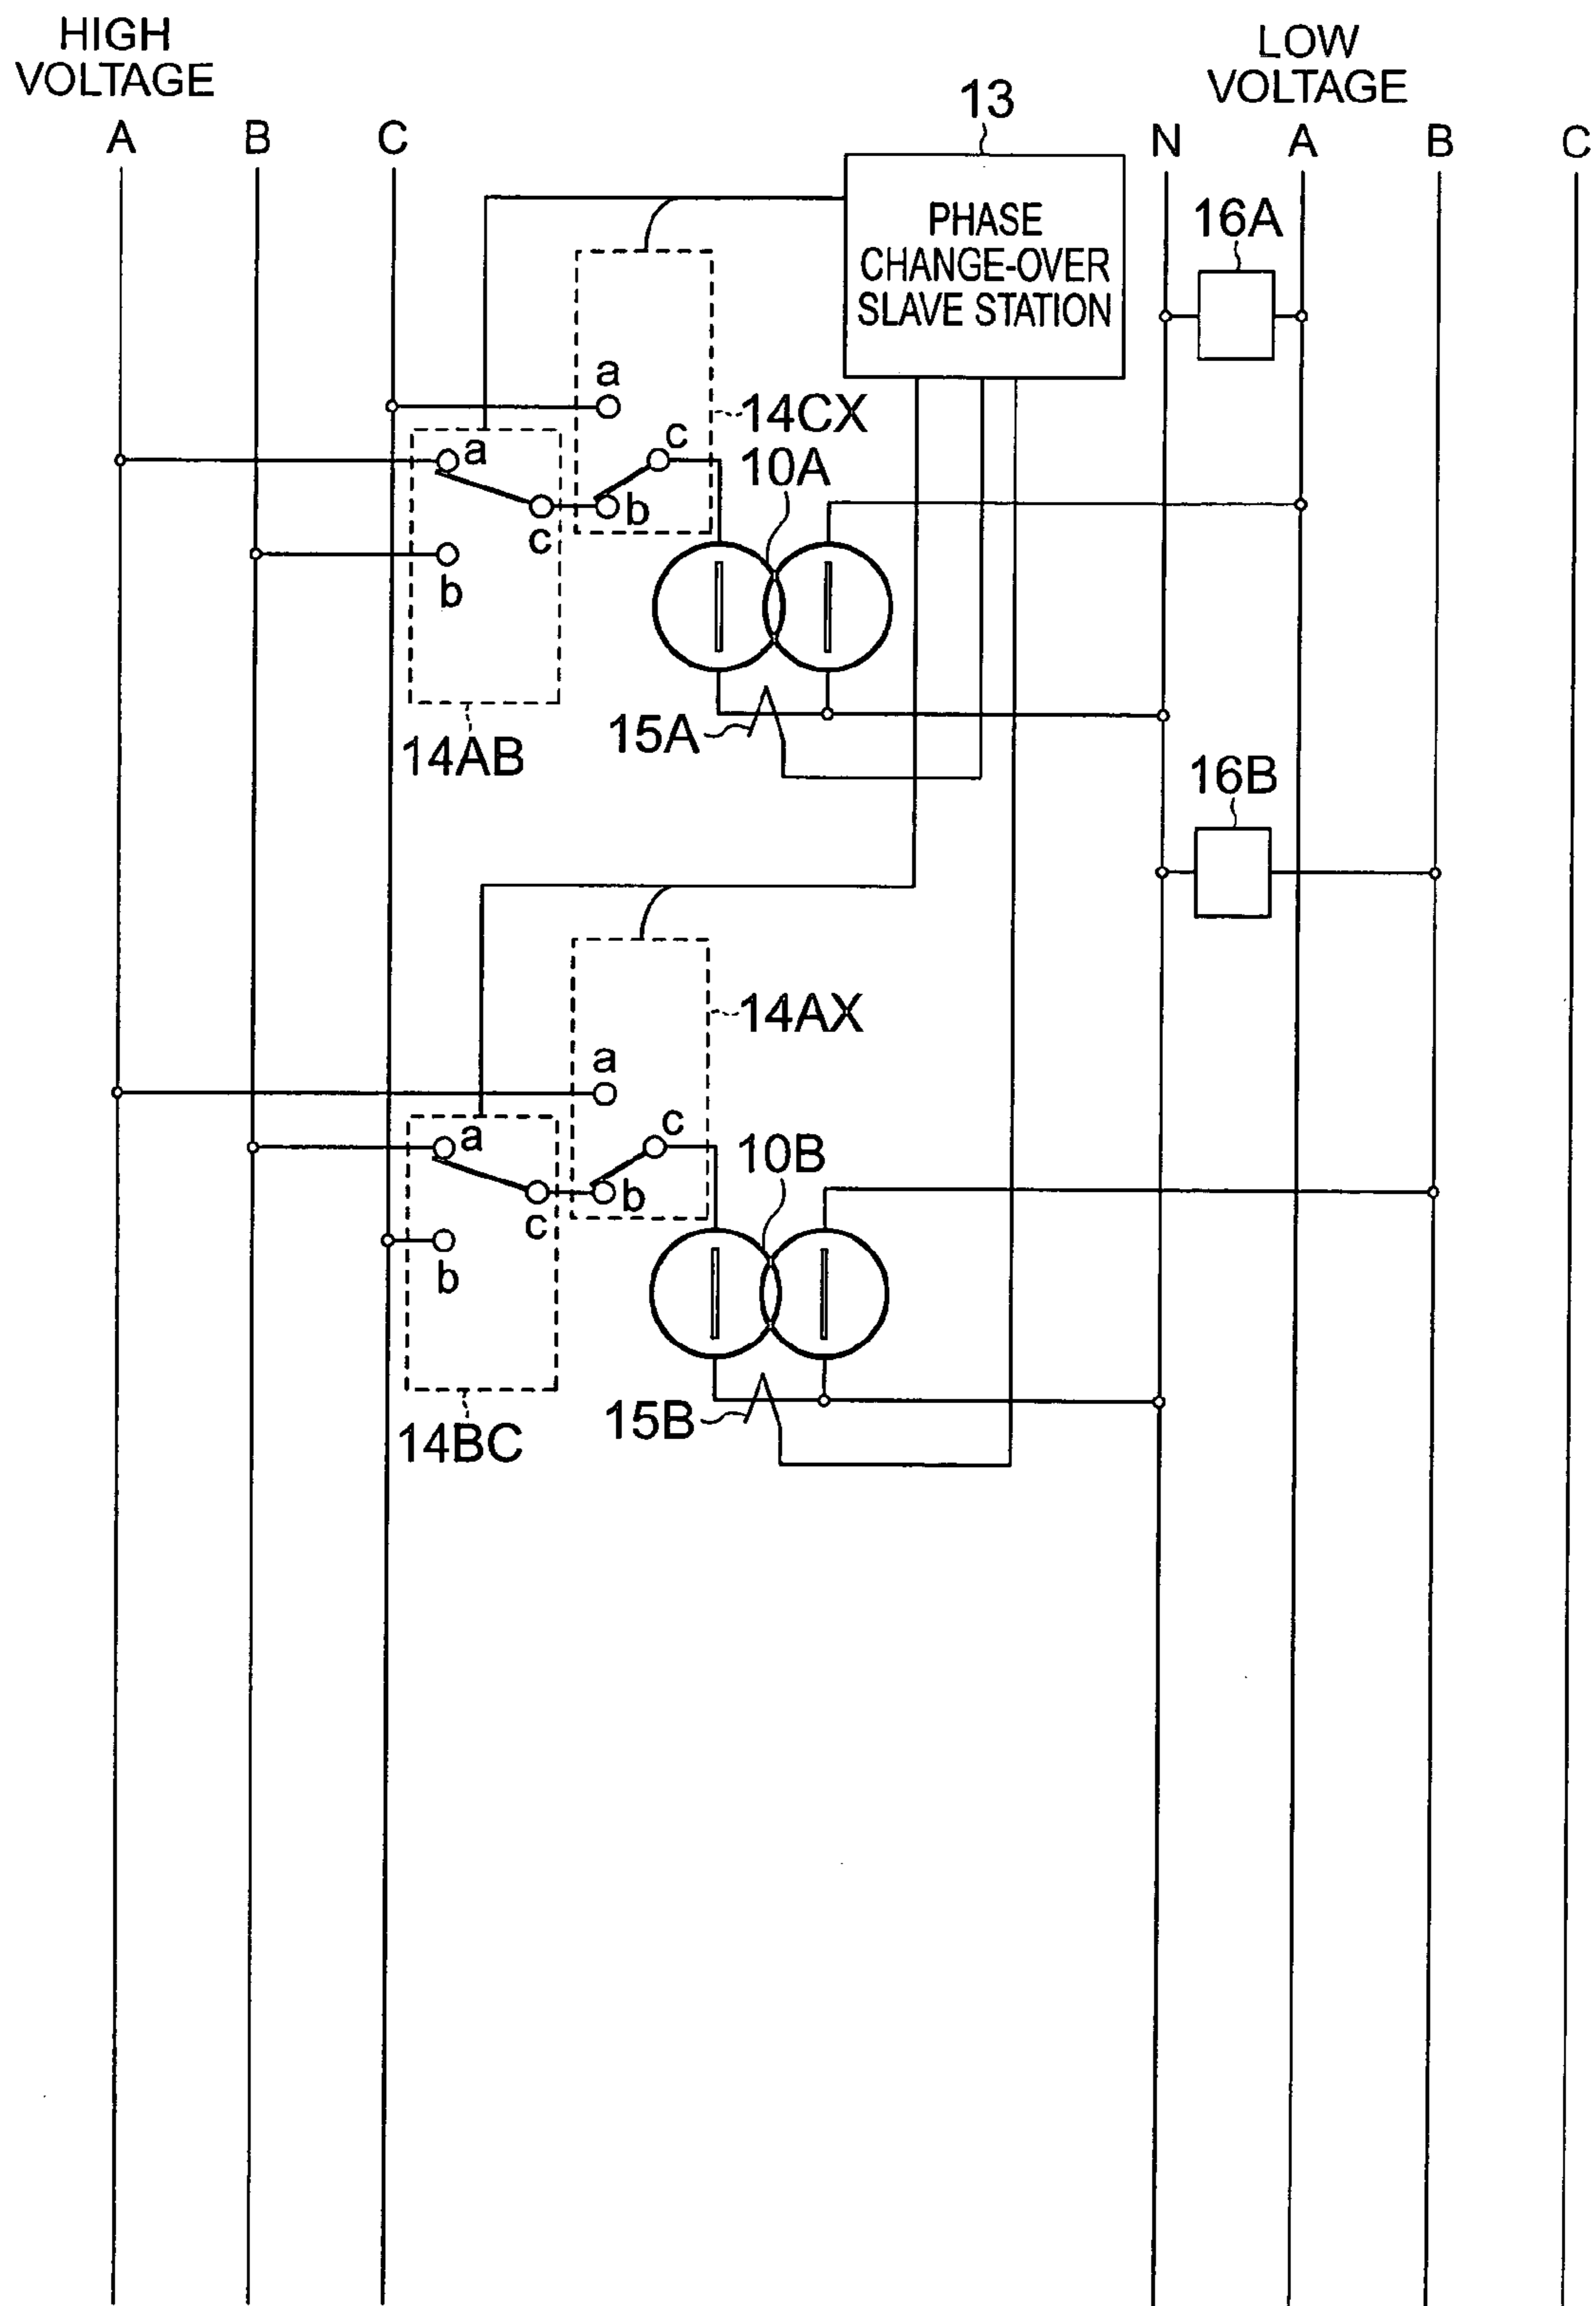 HIGH
VOLTAGE
LOW
VOLTAGE
A
B
C
13
N
A
B
C
PHASE
CHANGE-OVER
SLAVE STATION
16A
a
14CX
a
c
10A
b
c
b
15A
14AB
16B
14AX
a
a
c
10B
b
c
b
15B
14BC